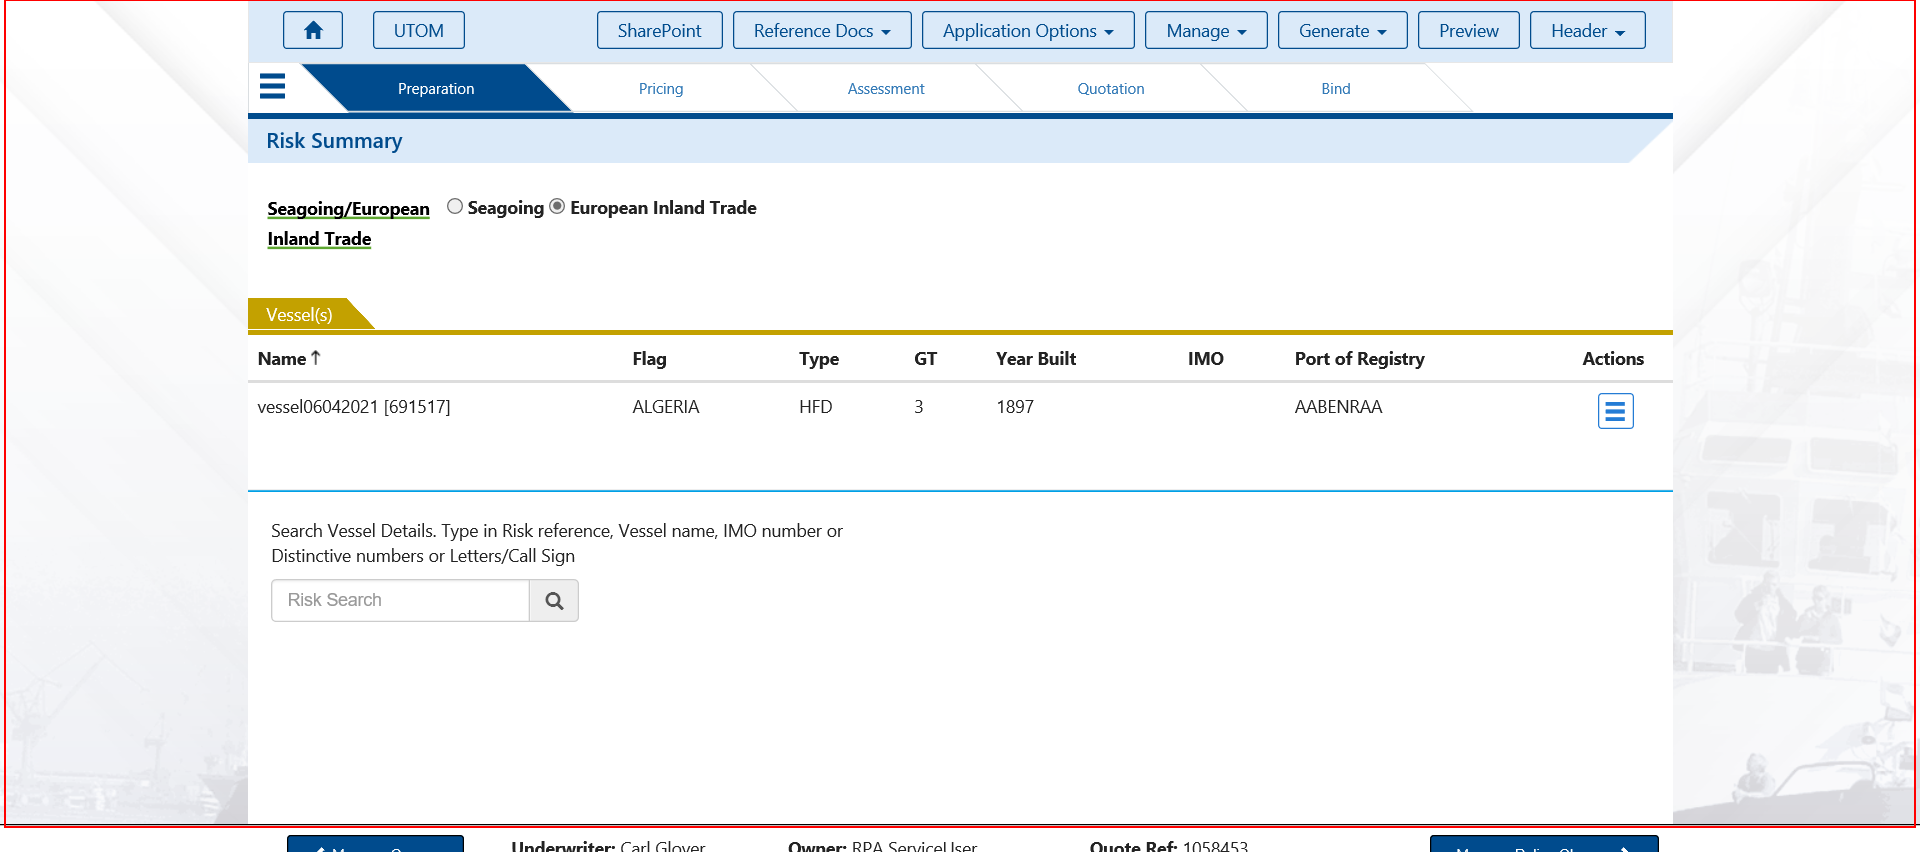 UTOM
SharePoint
Reference Docs
Application Options
Manage
Generate
Preview
Header
Preparation
Pricing
Assessment
Quotation
Bind
Risk Summary
Seagoing/European Inland Trade
Seagoing
European Inland Trade
Vessel(s)
Name Flag Type GT Year Built IMO Port of Registry Actions
vessel06042021 [691517] ALGERIA HFD 3 1897 AABENRAA
Search Vessel Details. Type in Risk reference, Vessel name, IMO number or
Distinctive numbers or Letters/Call Sign
Risk Search
Underwriter: Carl Glover
Owner: RPA ServiceUser
Quote Ref: 1058453